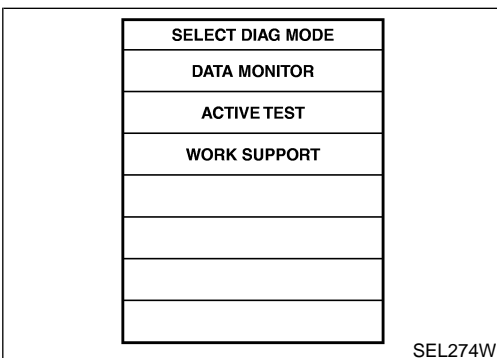 SELECT DIAG MODE
DATA MONITOR
ACTIVE TEST
WORK SUPPORT
SEL274W